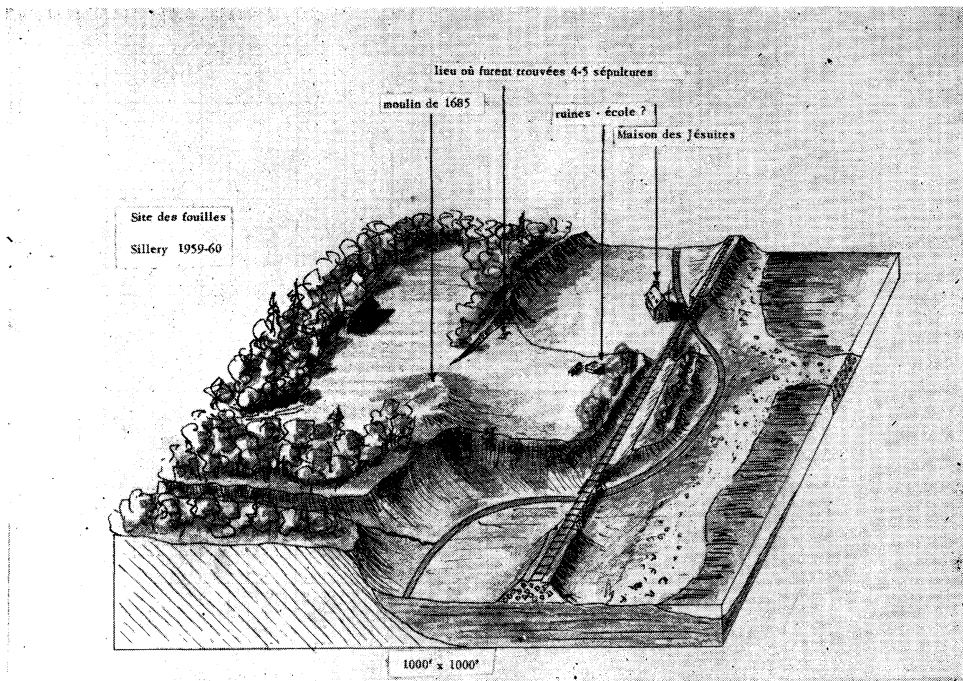 lieu où furent trouvées 4-5 sépultures
moulin de 1685
ruines - école ?
Maison des Jésuites
Site des fouilles
Sillery 1959-60
1000' x 1000'